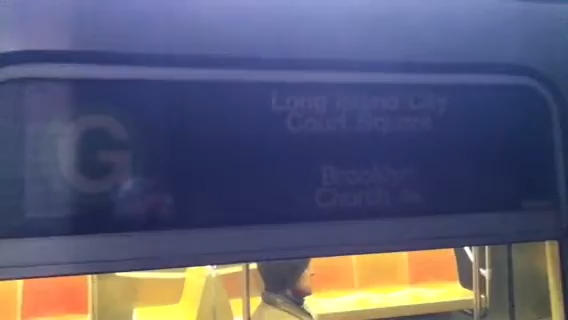 G
Long Island City
Court Square
Brooklyn
Church Av